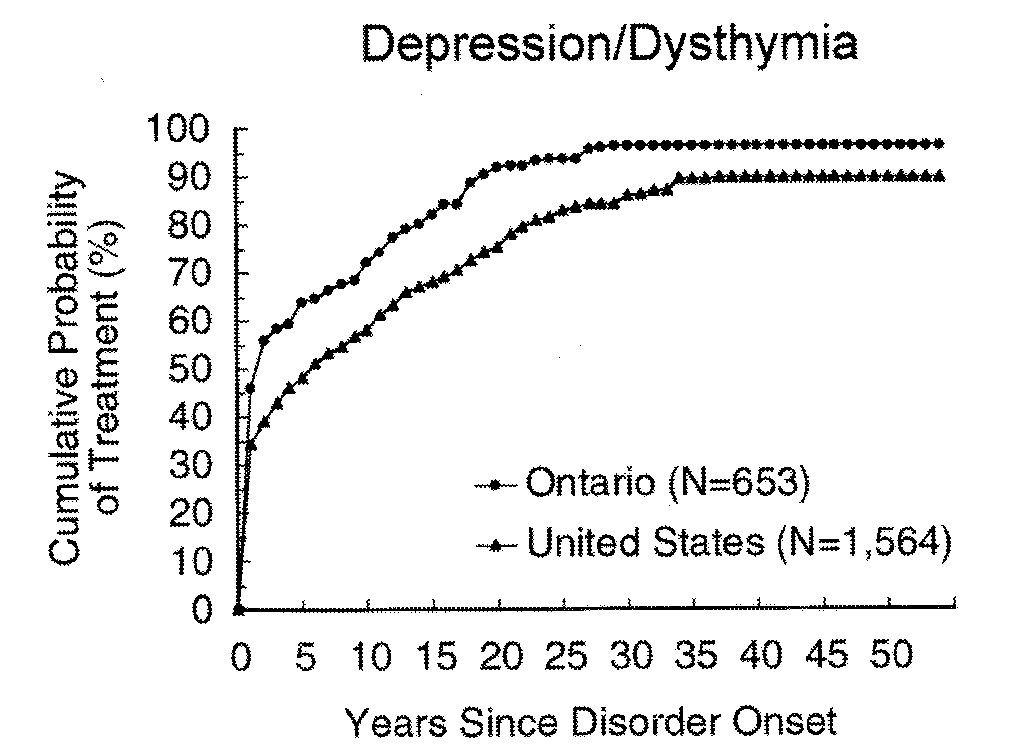 Depression/Dysthymia
Cumulative Probability
of Treatment (%)
100
90
80
70
60
50
40
30
20
10
0
Ontario (N=653)
United States (N=1,564)
0 5 10 15 20 25 30 35 40 45 50
Years Since Disorder Onset